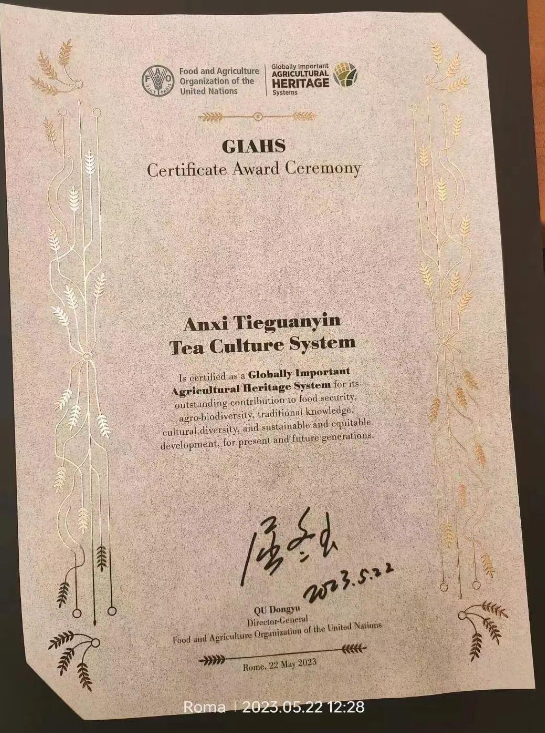 Food and Agriculture
Organization of the
United Nations
Globally Important
AGRICULTURAL
HERITAGE
Systems
GIAHS
Certificate Award Ceremony
Anxi Tieguanyin
Tea Culture System
Is certified as a Globally Important
Agricultural Heritage System for its
outstanding contribution to food security,
agro-biodiversity, traditional knowledge,
cultural diversity, and sustainable and equitable
development, for present and future generations.
屈冬玉
2023.5.22
QU Dongyu
Director-General
Food and Agriculture Organization of the United Nations
Rome, 22 May 2023
Roma | 2023.05.22 12:28